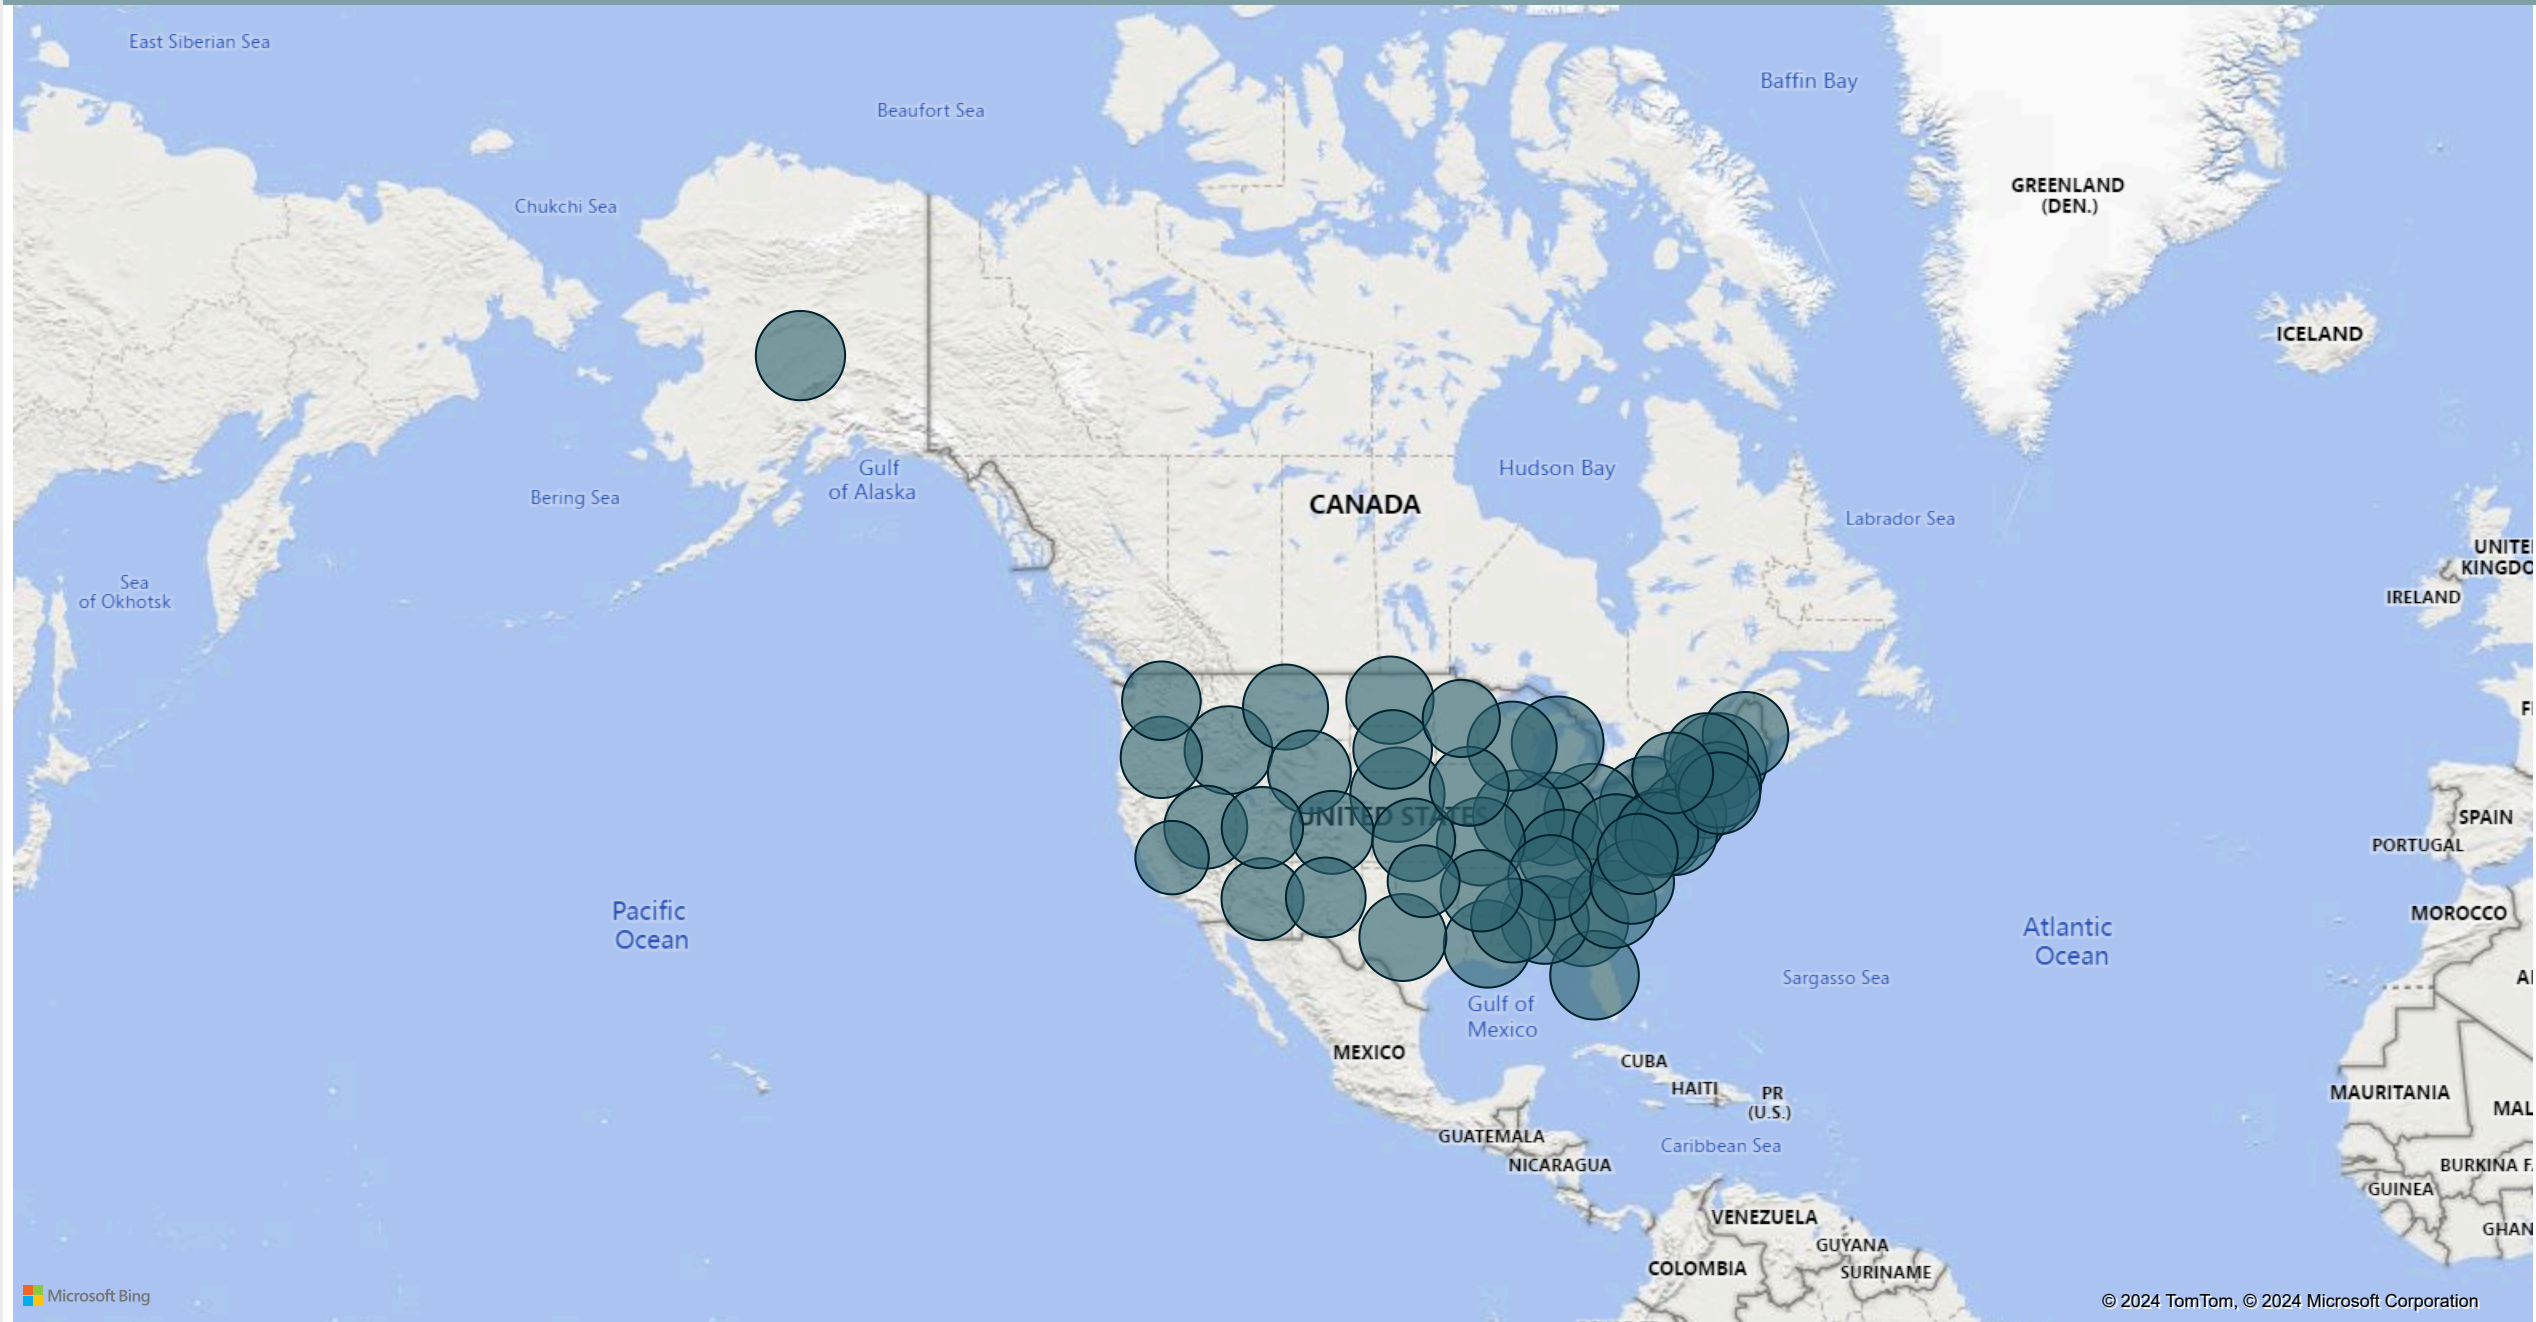 East Siberian Sea
Beaufort Sea
Baffin Bay
Chukchi Sea
GREENLAND
(DEN.)
ICELAND
Gulf
of Alaska
Bering Sea
Hudson Bay
CANADA
Labrador Sea
Sea
of Okhotsk
UNITE
KINGDO
IRELAND
F
UNITED STATES
SPAIN
PORTUGAL
Pacific
Ocean
MOROCCO
Atlantic
Ocean
Sargasso Sea
Al
Gulf of
Mexico
MEXICO
CUBA
HAITI
PR
(U.S.)
MAURITANIA
MAL
GUATEMALA
Caribbean Sea
NICARAGUA
BURKINA F
GUINEA
VENEZUELA
GHAN
GUYANA
COLOMBIA
SURINAME
Microsoft Bing
© 2024 TomTom, © 2024 Microsoft Corporation